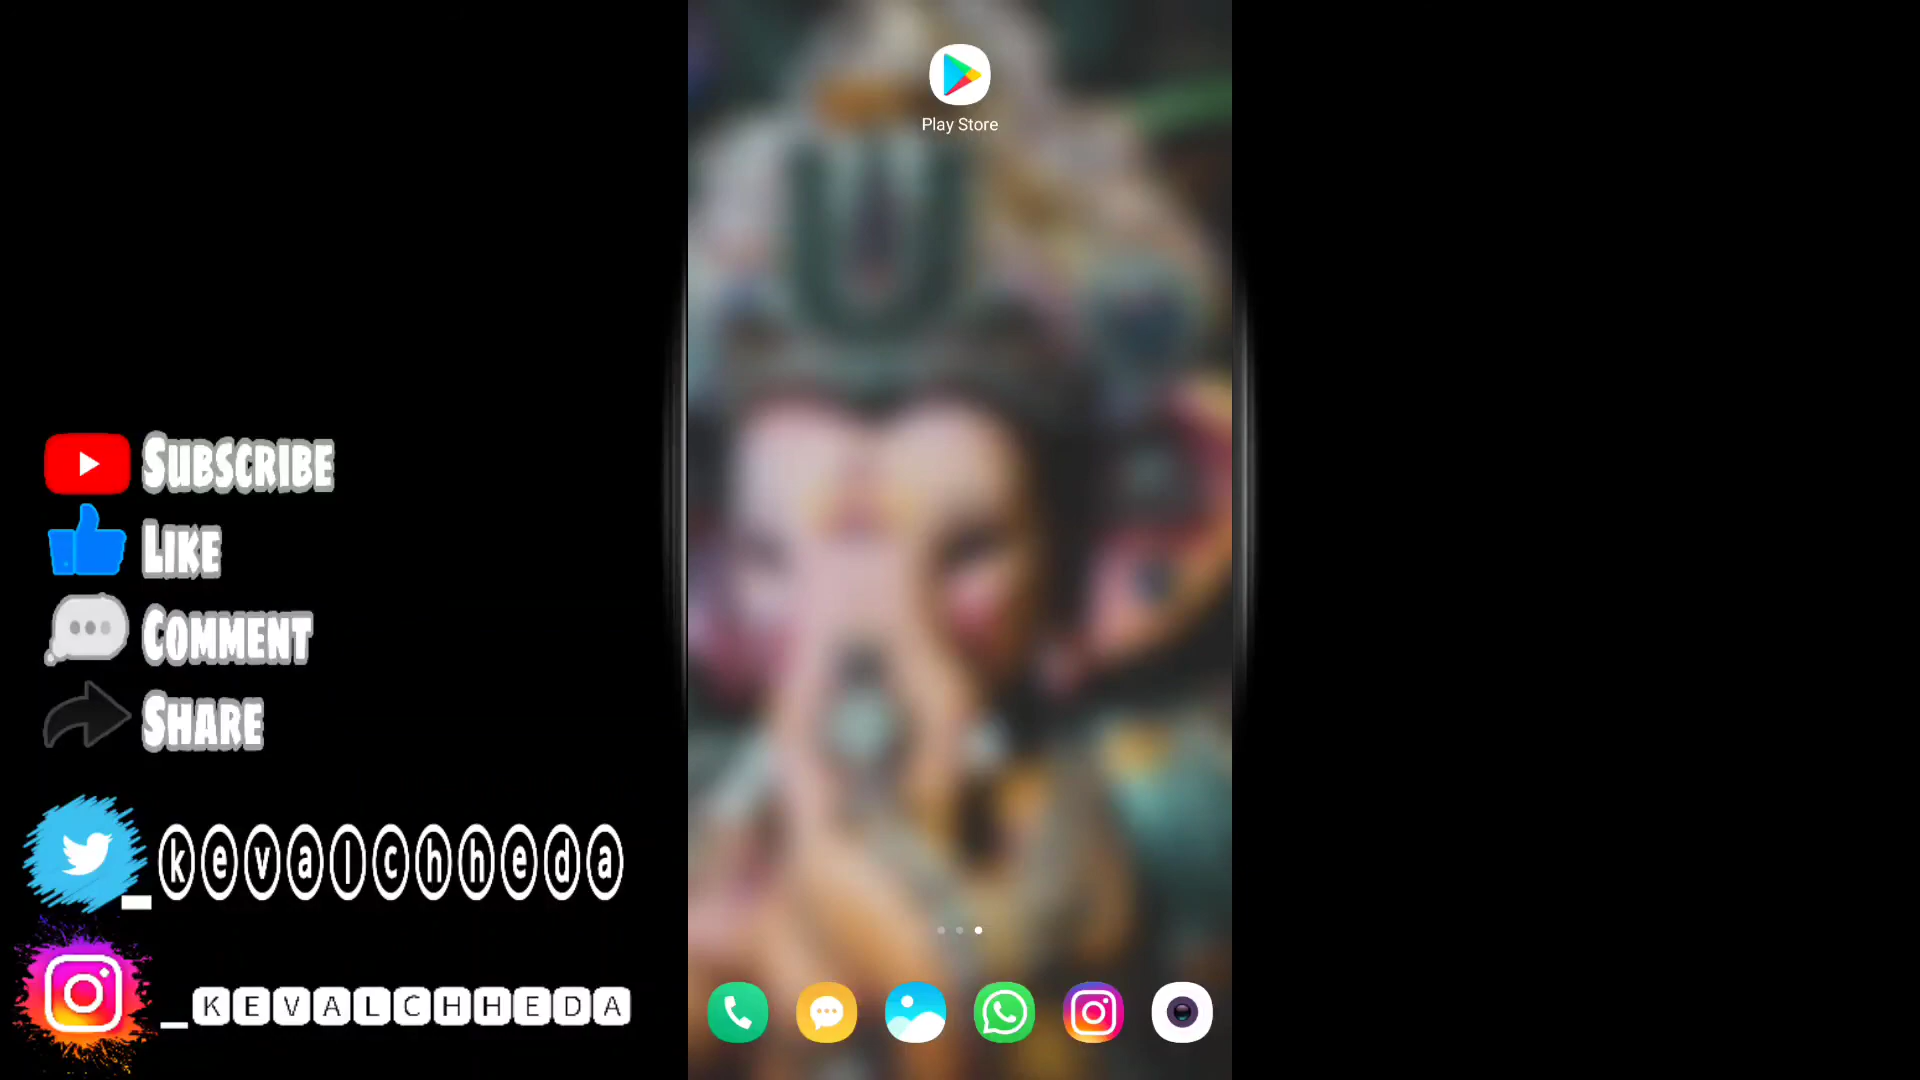 Play Store
SUBSCRIBE
LIKE
COMMENT
SHARE
_kevalchheda
_KEVALCHHEDA